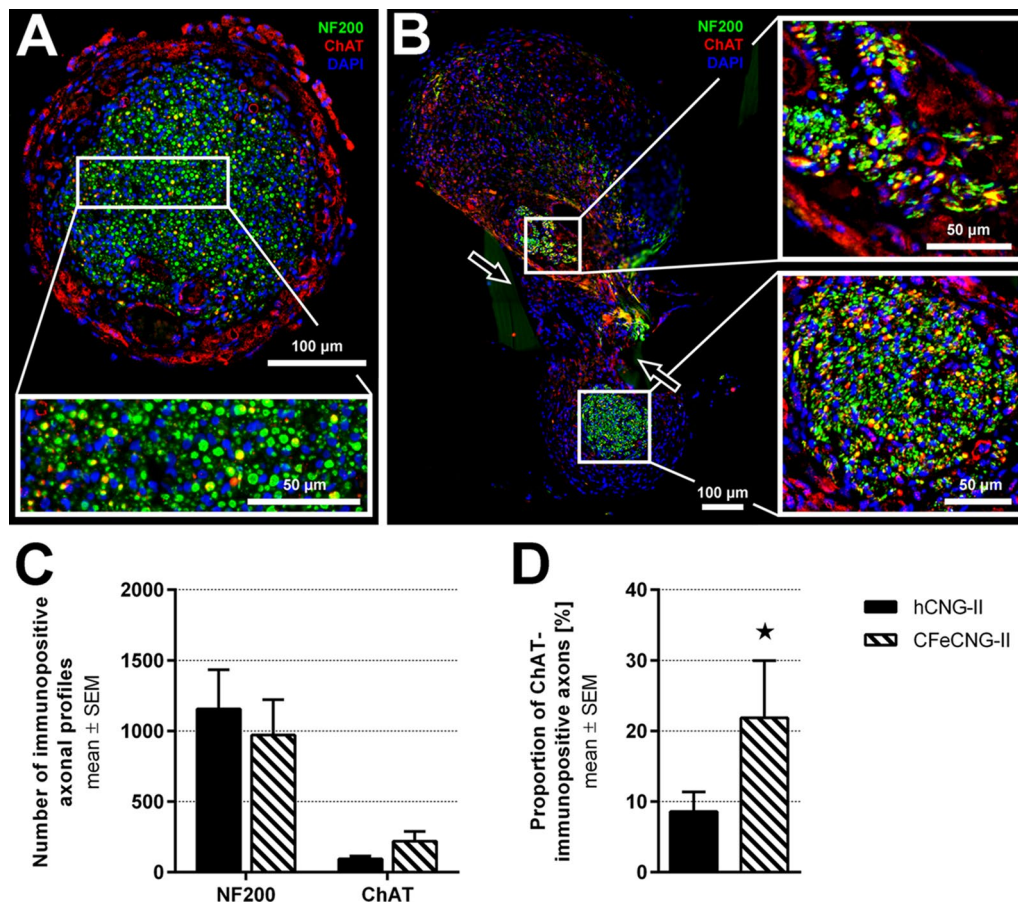 A
NF200
ChAT
DAPI
100 µm
50 µm
B
NF200
ChAT
DAPI
50 µm
100 µm
50 µm
C
Number of immunopositive
axonal profiles
mean ± SEM
2000
1500
1000
500
0
NF200
ChAT
D
Proportion of ChAT-
immunopositive axons [%]
mean ± SEM
40
30
20
10
0
★
hCNG-II
CFeCNG-II